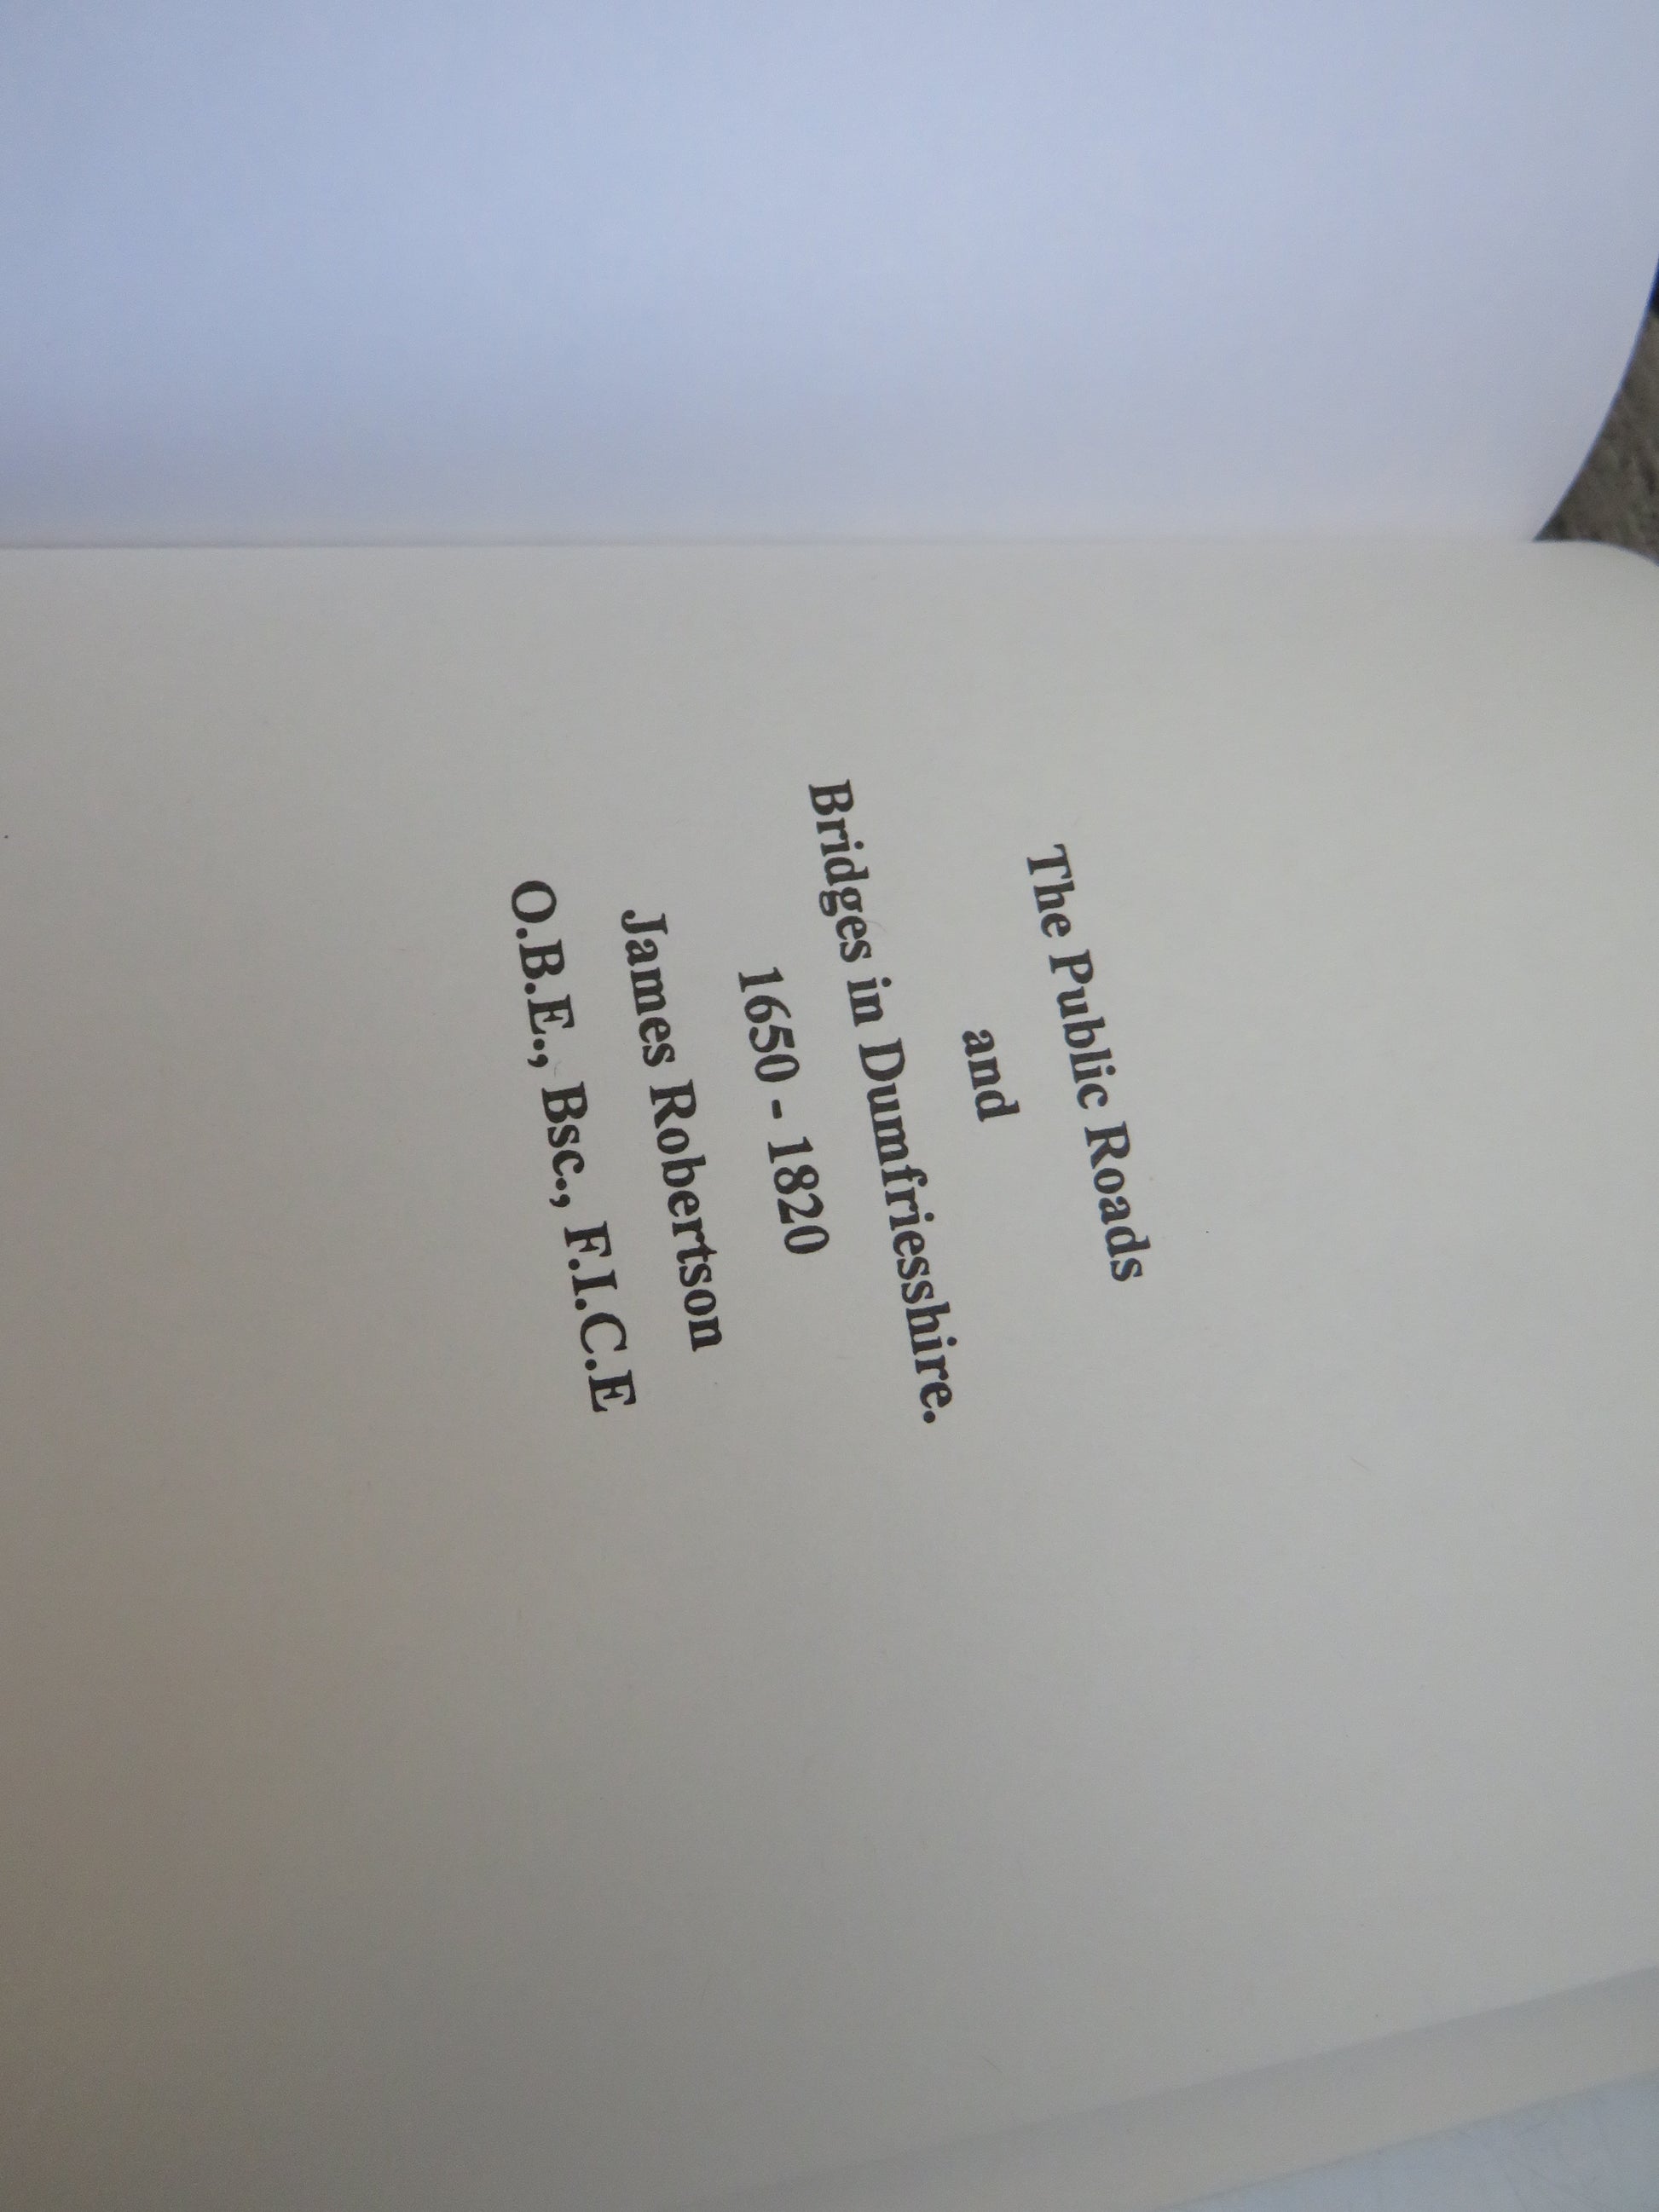 The Public Roads
and
Bridges in Dumfriesshire.
1650 - 1820
James Robertson
O.B.E., Bsc., F.I.C.E